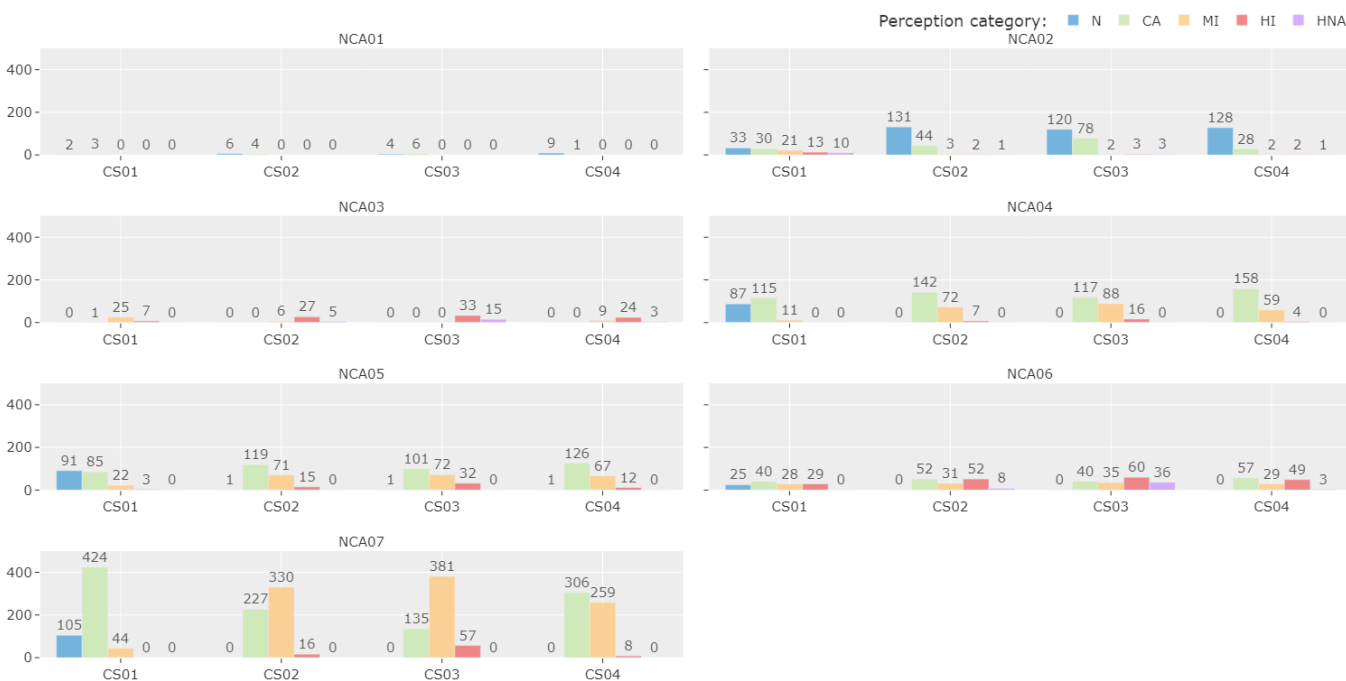 Perception category: N CA MI HI HNA
NCA01
400
200
0
2 3 0 0 0 6 4 0 0 0 4 6 0 0 0 9 1 0 0 0
CS01 CS02 CS03 CS04
NCA02
33 30 21 13 10 131 44 3 2 1 120 78 2 3 3 128 28 2 2 1
CS01 CS02 CS03 CS04
NCA03
400
200
0
0 1 25 7 0 0 0 6 27 5 0 0 0 33 15 0 0 9 24 3
CS01 CS02 CS03 CS04
NCA04
87 115 11 0 0 0 142 72 7 0 0 117 88 16 0 0 158 59 4 0
CS01 CS02 CS03 CS04
NCA05
400
200
0
91 85 22 3 0 1 119 71 15 0 1 101 72 32 0 1 126 67 12 0
CS01 CS02 CS03 CS04
NCA06
25 40 28 29 0 0 52 31 52 8 0 40 35 60 36 0 57 29 49 3
CS01 CS02 CS03 CS04
NCA07
400
200
0
105 424 44 0 0 0 227 330 16 0 0 135 381 57 0 0 306 259 8 0
CS01 CS02 CS03 CS04